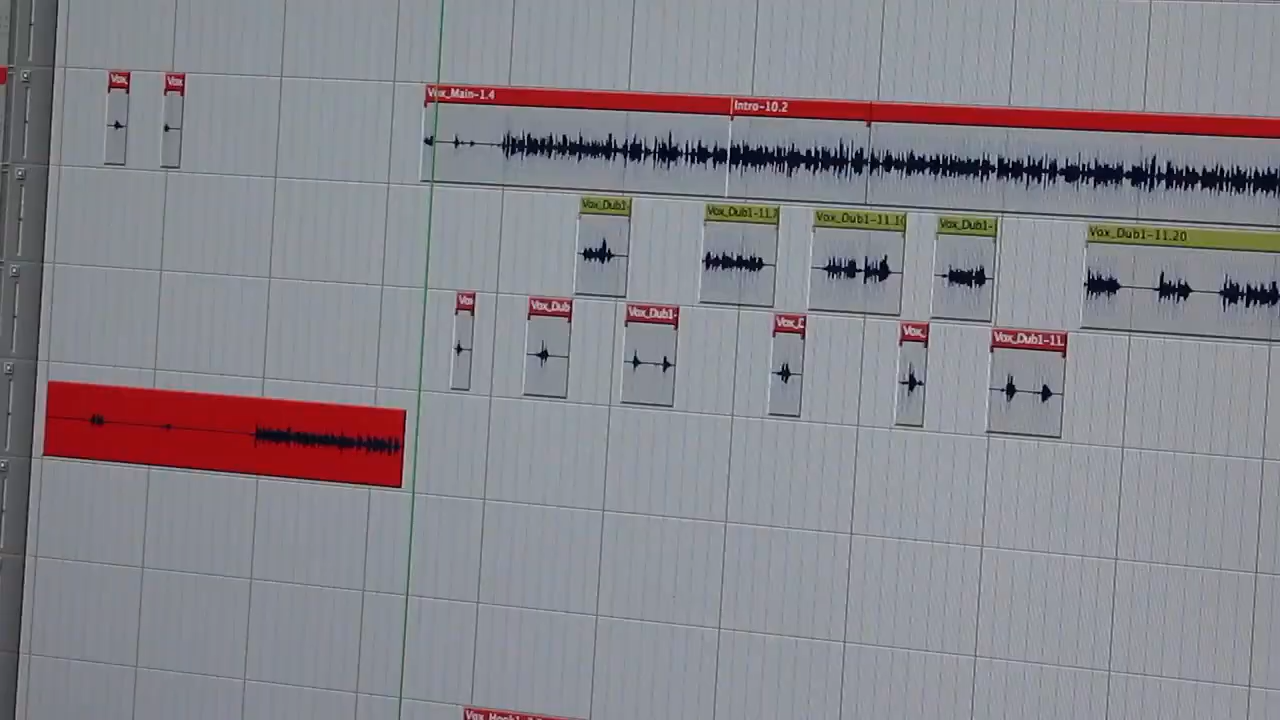 Vox_
Vox
Vox_Main-1.4
Intro-10.2
Vox_Dub1-
Vox_Dub1-11.7
Vox_Dub1-11.1
Vox_Dub1-
Vox_Dub1-11.20
Vox
Vox_Dub
Vox_Dub1-
Vox_D
Vox_
Vox_Dub1-11.